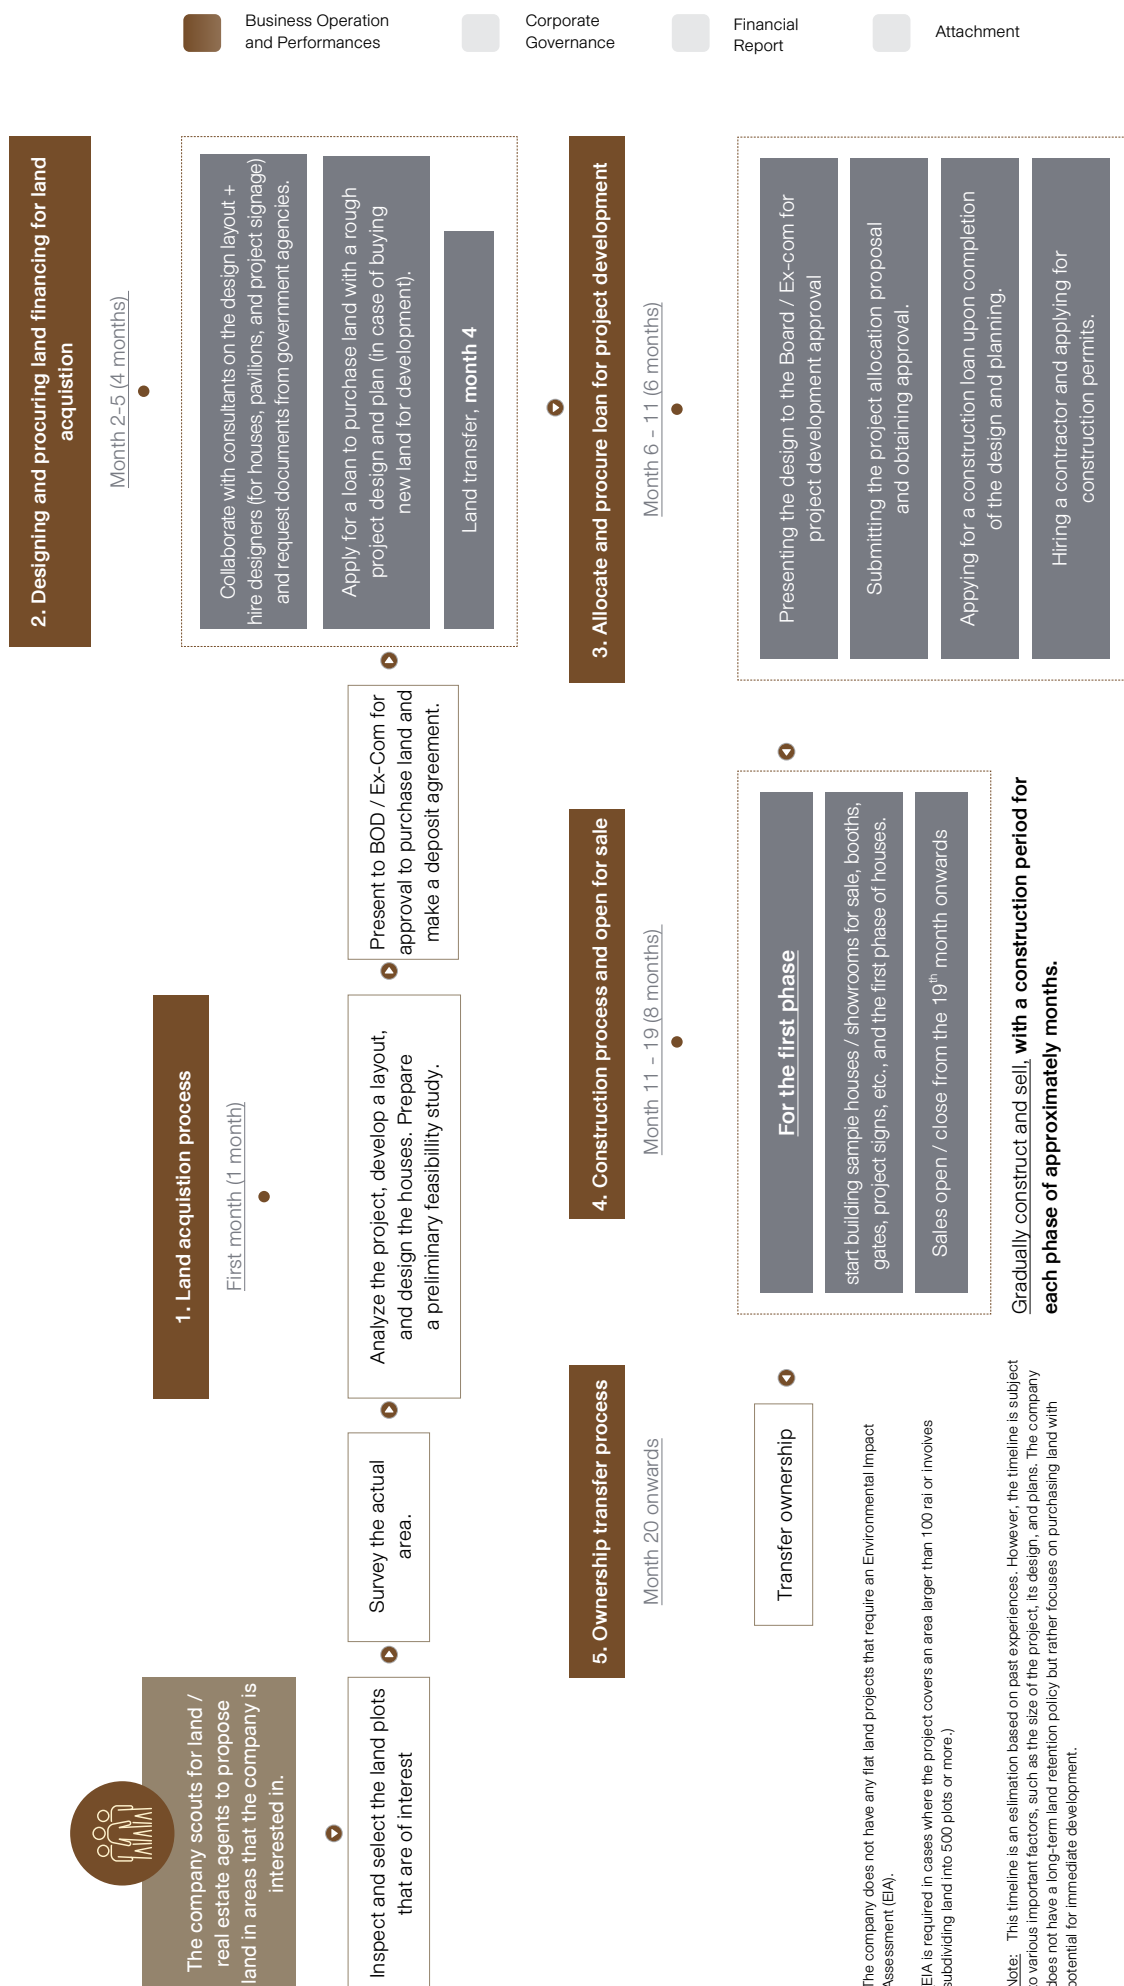 Business Operation
and Performances
Corporate
Governance
Financial
Report
Attachment
The company scouts for land /
real estate agents to propose
land in areas that the company is
interested in.
Inspect and select the land plots
that are of interest
Survey the actual
area.
1. Land acquistion process
First month (1 month)
Analyze the project, develop a layout,
and design the houses. Prepare
a preliminary feasibility study.
Present to BOD / Ex-Com for
approval to purchase land and
make a deposit agreement.
2. Designing and procuring land financing for land
acquistion
Month 2-5 (4 months)
Collaborate with consultants on the design layout +
hire designers (for houses, pavilions, and project signage)
and request documents from government agencies.
Apply for a loan to purchase land with a rough
project design and plan (in case of buying
new land for development).
Land transfer, month 4
3. Allocate and procure loan for project development
Month 6 - 11 (6 months)
Presenting the design to the Board / Ex-com for
project development approval
Submitting the project allocation proposal
and obtaining approval.
Appying for a construction loan upon completion
of the design and planning.
Hiring a contractor and applying for
construction permits.
4. Construction process and open for sale
Month 11 - 19 (8 months)
For the first phase
start building sample houses / showrooms for sale, booths,
gates, project signs, etc., and the first phase of houses.
Sales open / close from the 19th month onwards
Gradually construct and sell, with a construction period for
each phase of approximately months.
5. Ownership transfer process
Month 20 onwards
Transfer ownership
The company does not have any flat land projects that require an Environmental Impact
Assessment (EIA).
EIA is required in cases where the project covers an area larger than 100 rai or invoives
subdividing land into 500 plots or more.)
Note: This timeline is an eslimation based on past experiences. However, the timeline is subject
to various important factors, such as the size of the project, its design, and plans. The company
does not have a long-term land retention policy but rather focuses on purchasing land with
potential for immediate development.